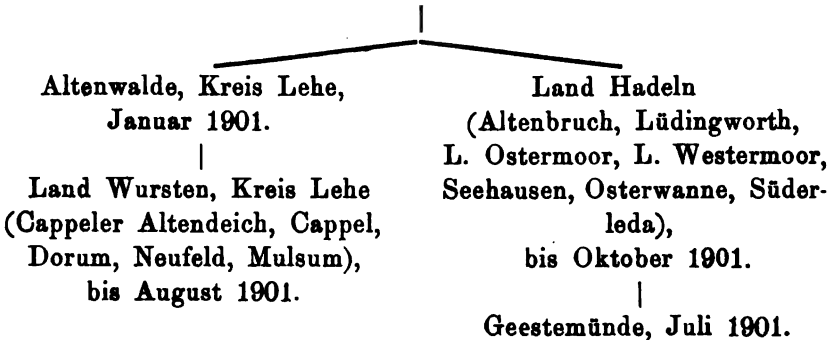 Altenwalde, Kreis Lehe,
Januar 1901.
Land Wursten, Kreis Lehe
(Cappeler Altendeich, Cappel,
Dorum, Neufeld, Mulsum),
bis August 1901.
Land Hadeln
(Altenbruch, Lüdingworth,
L. Ostermoor, L. Westermoor,
Seehausen, Osterwanne, Süder-
leda),
bis Oktober 1901.
Geestemünde, Juli 1901.